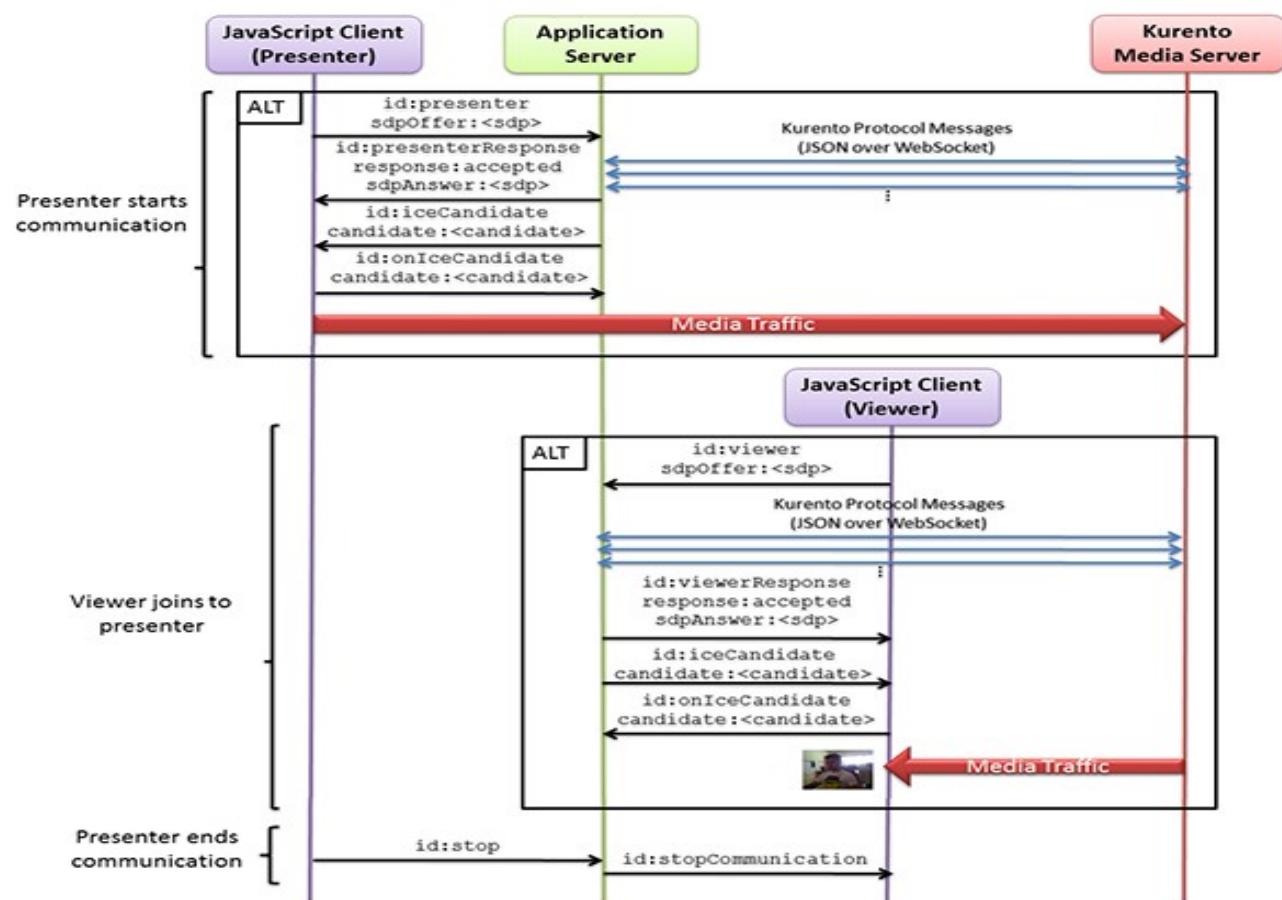 JavaScript Client
(Presenter)
Application
Server
Kurento
Media Server
ALT
id:presenter
sdpOffer:<sdp>
Kurento Protocol Messages
(JSON over WebSocket)
id:presenterResponse
response:accepted
sdpAnswer:<sdp>
⋮
Presenter starts
communication
id:iceCandidate
candidate:<candidate>
id:onIceCandidate
candidate:<candidate>
Media Traffic
JavaScript Client
(Viewer)
ALT
id:viewer
sdpOffer:<sdp>
Kurento Protocol Messages
(JSON over WebSocket)
⋮
id:viewerResponse
response:accepted
sdpAnswer:<sdp>
Viewer joins to
presenter
id:iceCandidate
candidate:<candidate>
id:onIceCandidate
candidate:<candidate>
Media Traffic
Presenter ends
communication
id:stop
id:stopCommunication